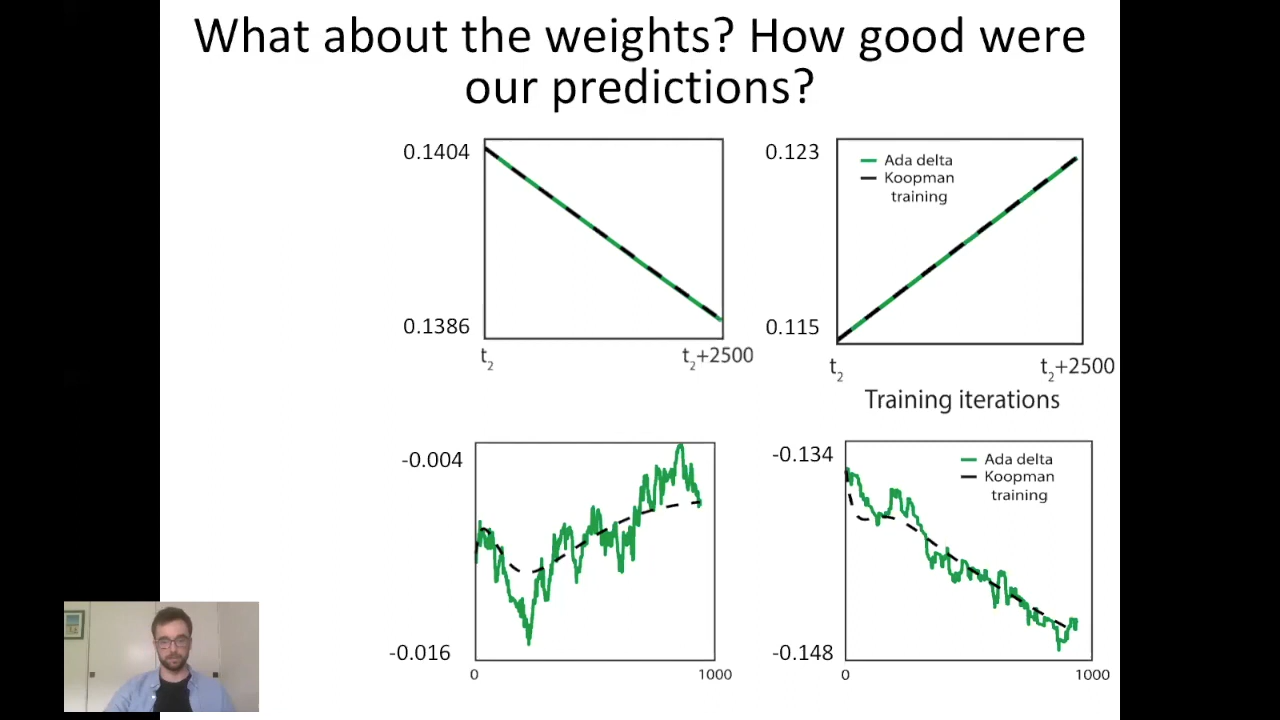 What about the weights? How good were
our predictions?
0.1404
0.1386
t2
t2+2500
0.123
Ada delta
Koopman
training
0.115
t2
t2+2500
Training iterations
-0.004
-0.016
0
1000
-0.134
Ada delta
Koopman
training
-0.148
0
1000